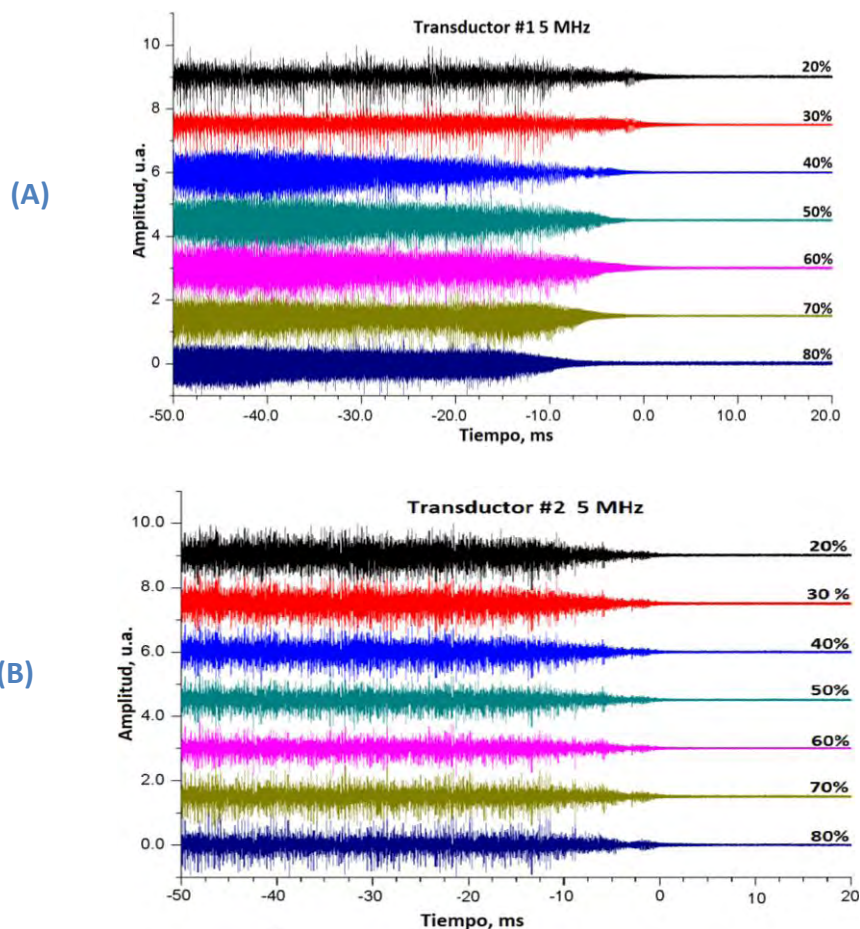 Transductor #1 5 MHz
(A)
Amplitud, u.a.
10
8
6
4
2
0
20%
30%
40%
50%
60%
70%
80%
-50.0 -40.0 -30.0 -20.0 -10.0 0.0 10.0 20.0
Tiempo, ms
Transductor #2 5 MHz
(B)
Amplitud, u.a.
10.0
8.0
6.0
4.0
2.0
0.0
20%
30 %
40%
50%
60%
70%
80%
-50 -40 -30 -20 -10 0 10 20
Tiempo, ms